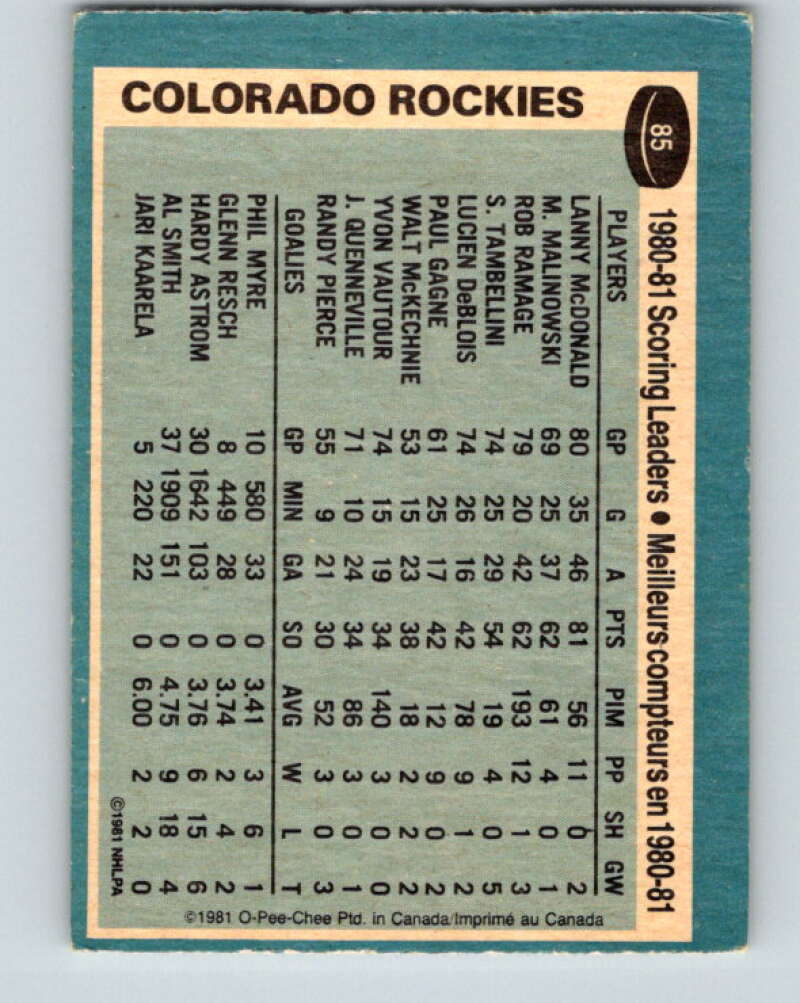 COLORADO ROCKIES
85
1980-81 Scoring Leaders • Meilleurs compteurs en 1980-81
PLAYERS GP G A PTS PIM PP SH GW
LANNY McDONALD 80 35 46 81 56 11 0 2
M. MALINOWSKI 69 25 37 62 61 4 0 1
ROB RAMAGE 79 20 42 62 193 12 1 3
S. TAMBELLINI 74 25 29 54 19 4 0 5
LUCIEN DeBLOIS 74 26 16 42 78 9 1 2
PAUL GAGNE 61 25 17 42 12 9 0 2
WALT McKECHNIE 53 15 23 38 18 2 2 2
YVON VAUTOUR 74 15 19 34 140 3 0 0
J. QUENNEVILLE 71 10 24 34 86 3 0 1
RANDY PIERCE 55 9 21 30 52 3 0 3
GOALIES GP MIN GA SO AVG W L T
PHIL MYRE 10 580 33 0 3.41 3 6 1
GLENN RESCH 8 449 28 0 3.74 2 4 2
HARDY ASTROM 30 1642 103 0 3.76 6 15 6
AL SMITH 37 1909 151 0 4.75 9 18 4
JARI KAARELA 5 220 22 0 6.00 2 2 0
©1981 NHLPA
©1981 O-Pee-Chee Ptd. in Canada/Imprimé au Canada